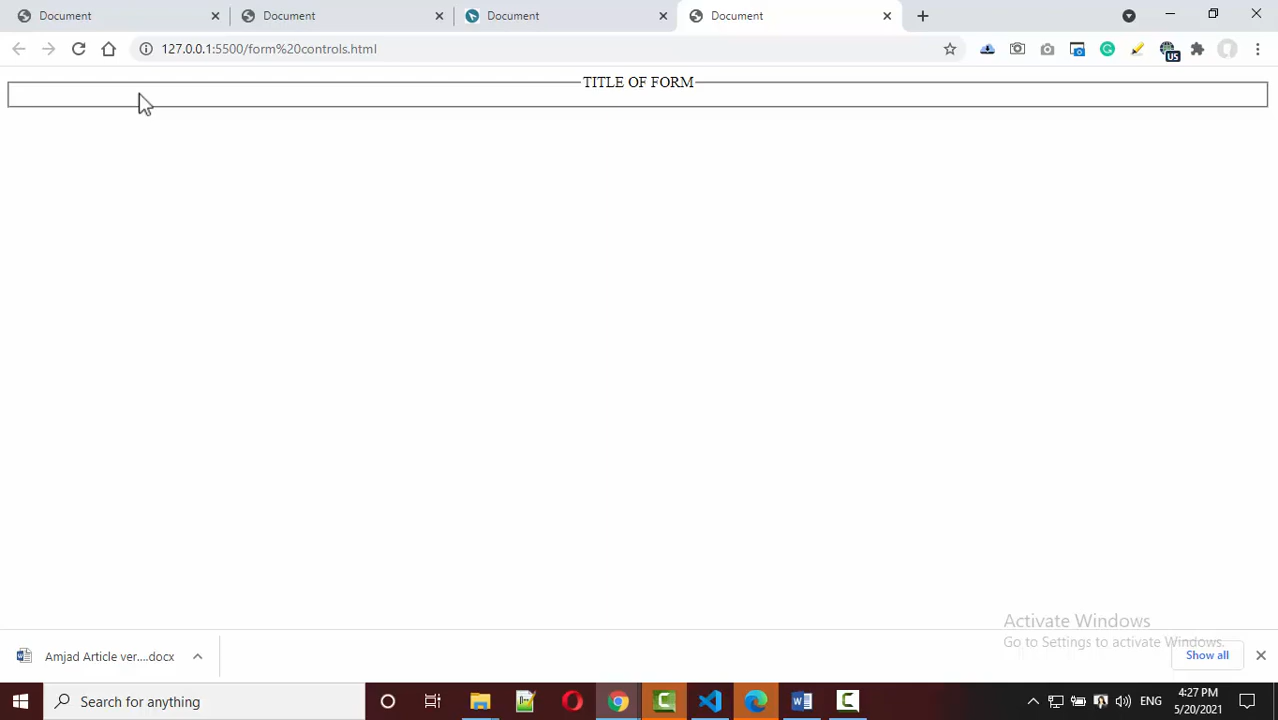 Document
Document
Document
Document
127.0.0.1:5500/form%20controls.html
US
TITLE OF FORM
Activate Windows
Go to Settings to activate Windows.
Amjad Article ver....docx
Show all
Search for anything
ENG
4:27 PM
5/20/2021